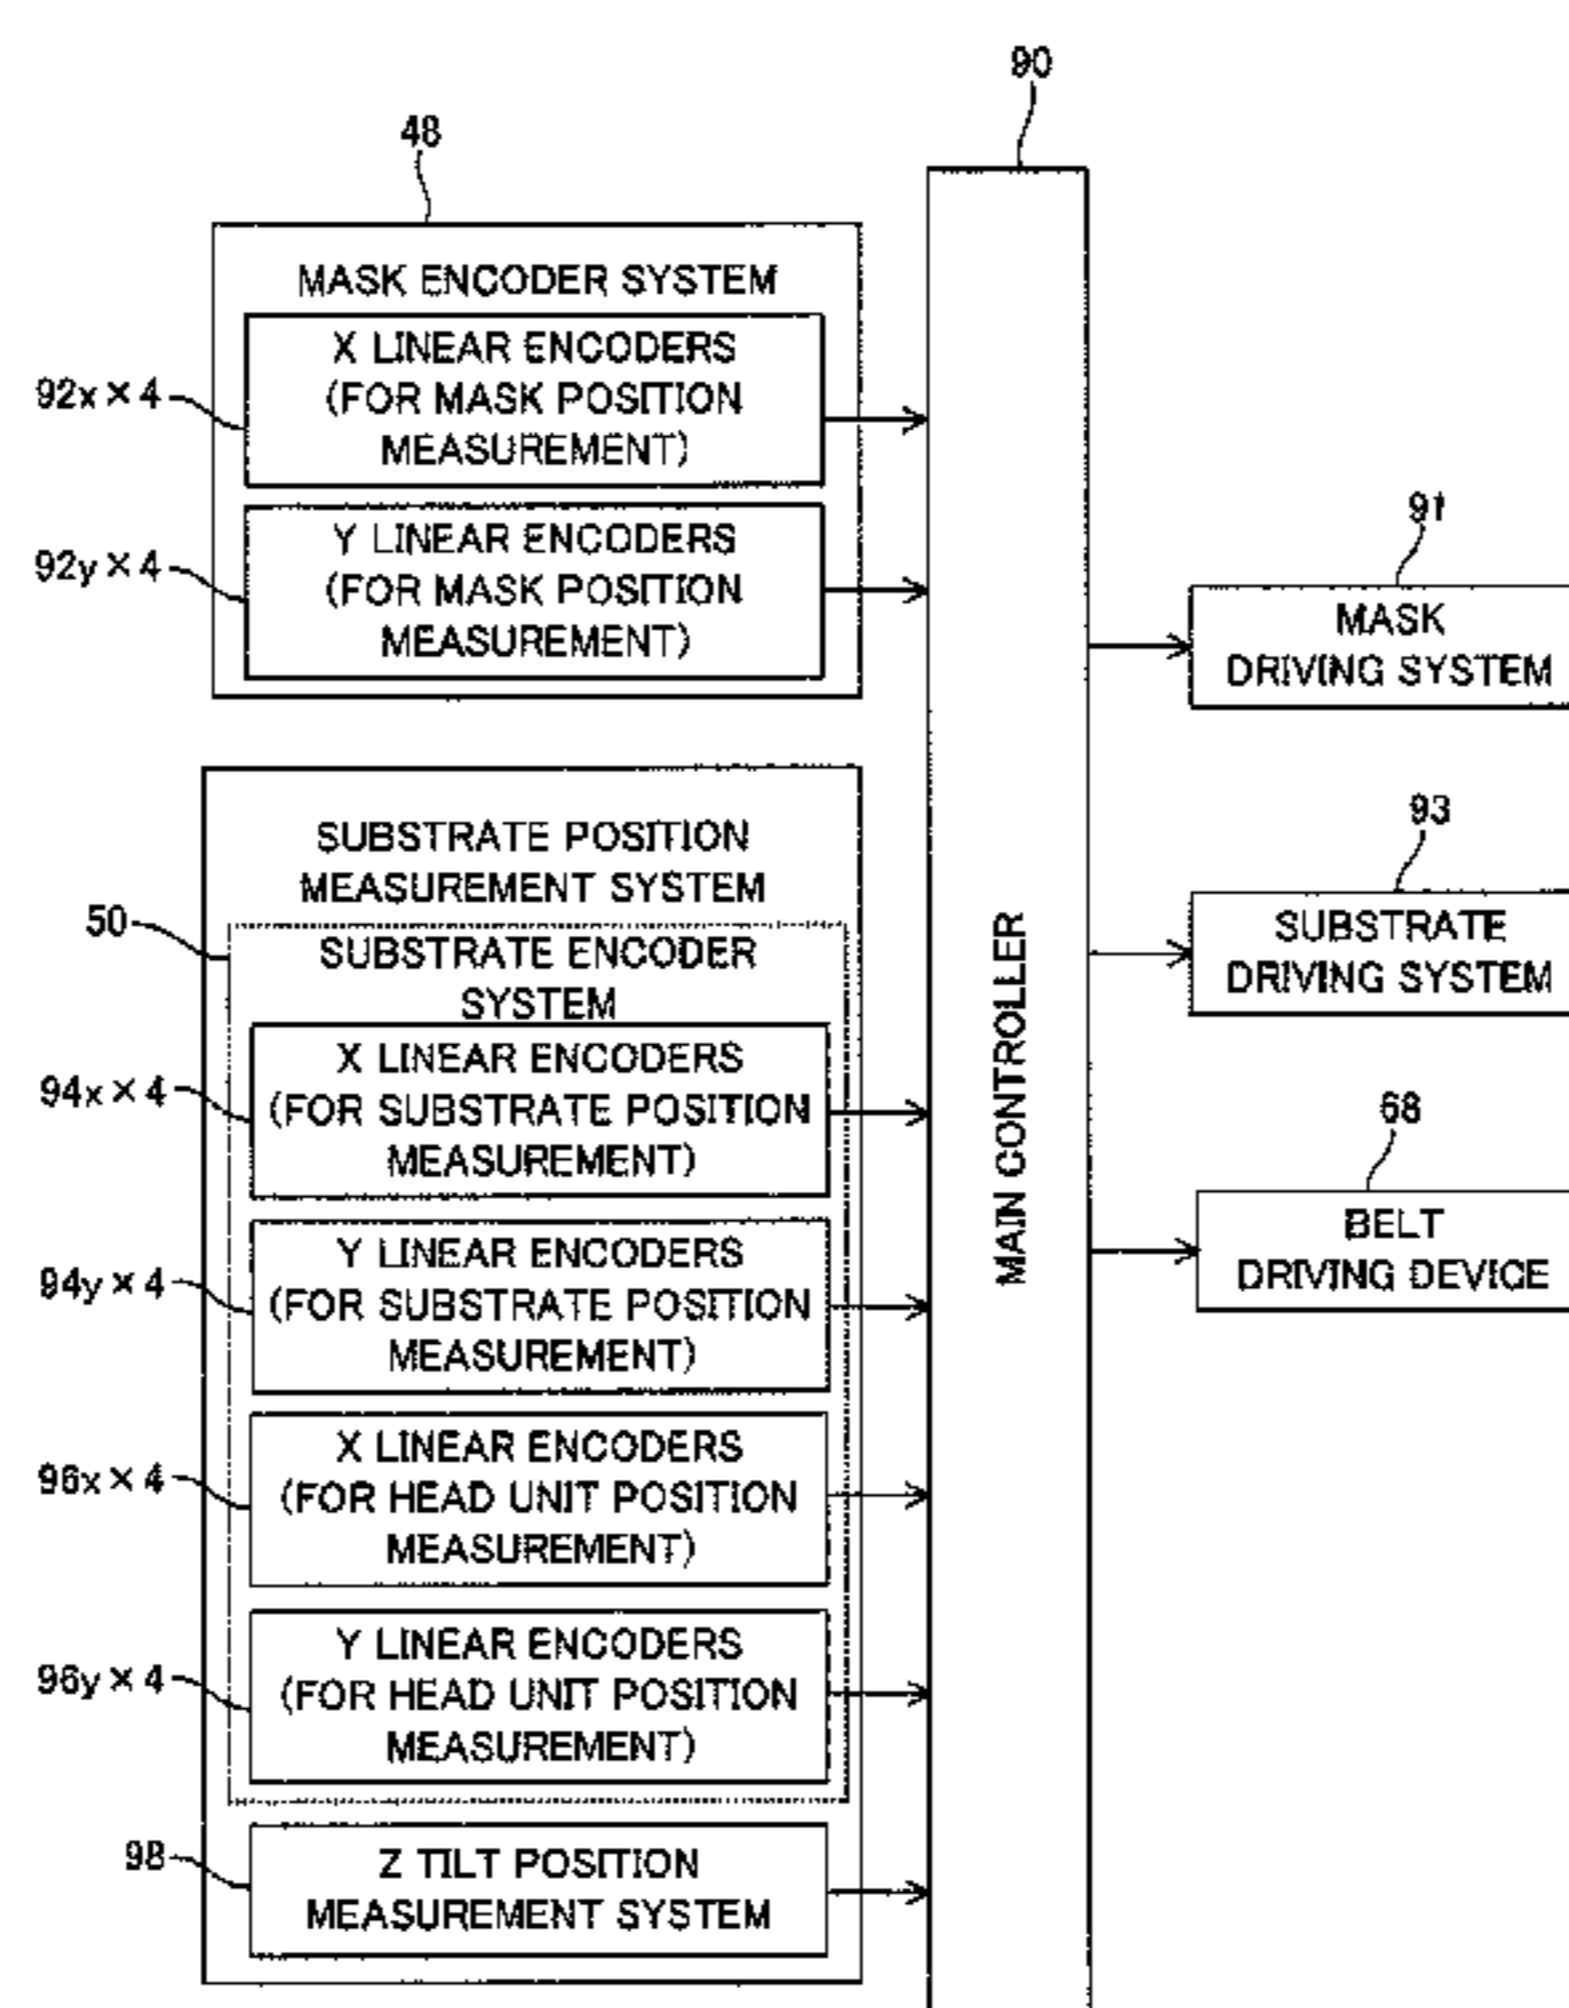 90
48
MASK ENCODER SYSTEM
92x×4
X LINEAR ENCODERS
(FOR MASK POSITION
MEASUREMENT)
92y×4
Y LINEAR ENCODERS
(FOR MASK POSITION
MEASUREMENT)
SUBSTRATE POSITION
MEASUREMENT SYSTEM
50
SUBSTRATE ENCODER
SYSTEM
94x×4
X LINEAR ENCODERS
(FOR SUBSTRATE POSITION
MEASUREMENT)
94y×4
Y LINEAR ENCODERS
(FOR SUBSTRATE POSITION
MEASUREMENT)
96x×4
X LINEAR ENCODERS
(FOR HEAD UNIT POSITION
MEASUREMENT)
96y×4
Y LINEAR ENCODERS
(FOR HEAD UNIT POSITION
MEASUREMENT)
98
Z TILT POSITION
MEASUREMENT SYSTEM
MAIN CONTROLLER
91
MASK
DRIVING SYSTEM
93
SUBSTRATE
DRIVING SYSTEM
68
BELT
DRIVING DEVICE